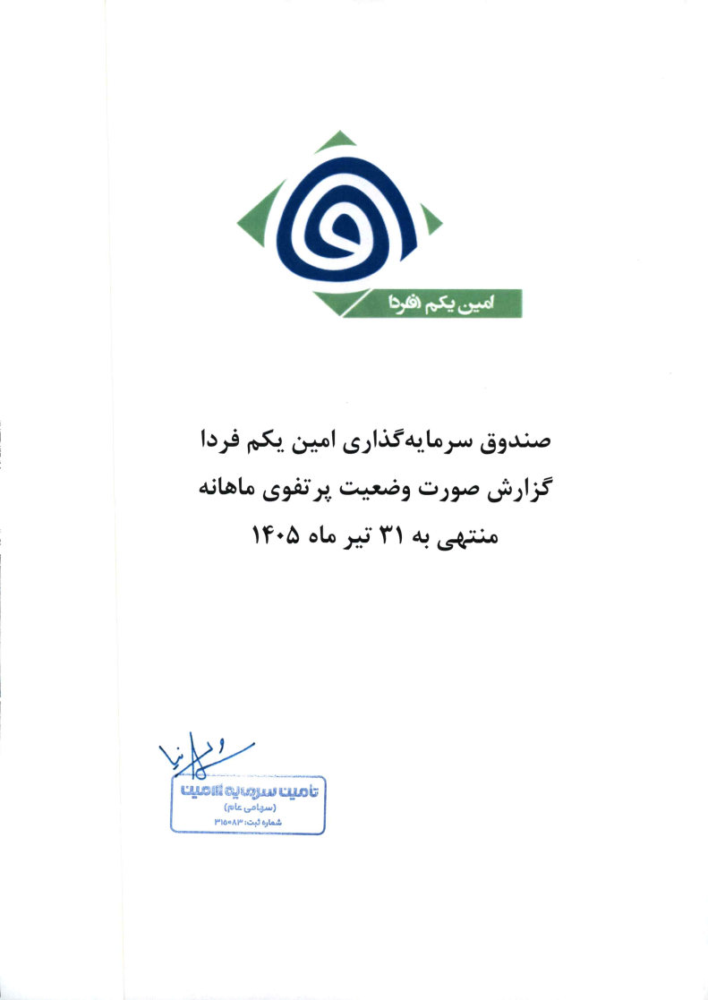 امین یکم فردا
صندوق سرمایه‌گذاری امین یکم فردا
گزارش صورت وضعیت پرتفوی ماهانه
منتهی به ۳۱ تیر ماه ۱۴۰۵
تامین سرمایه امین
(سهامی عام)
شماره ثبت: ۳۱۵۰۸۳